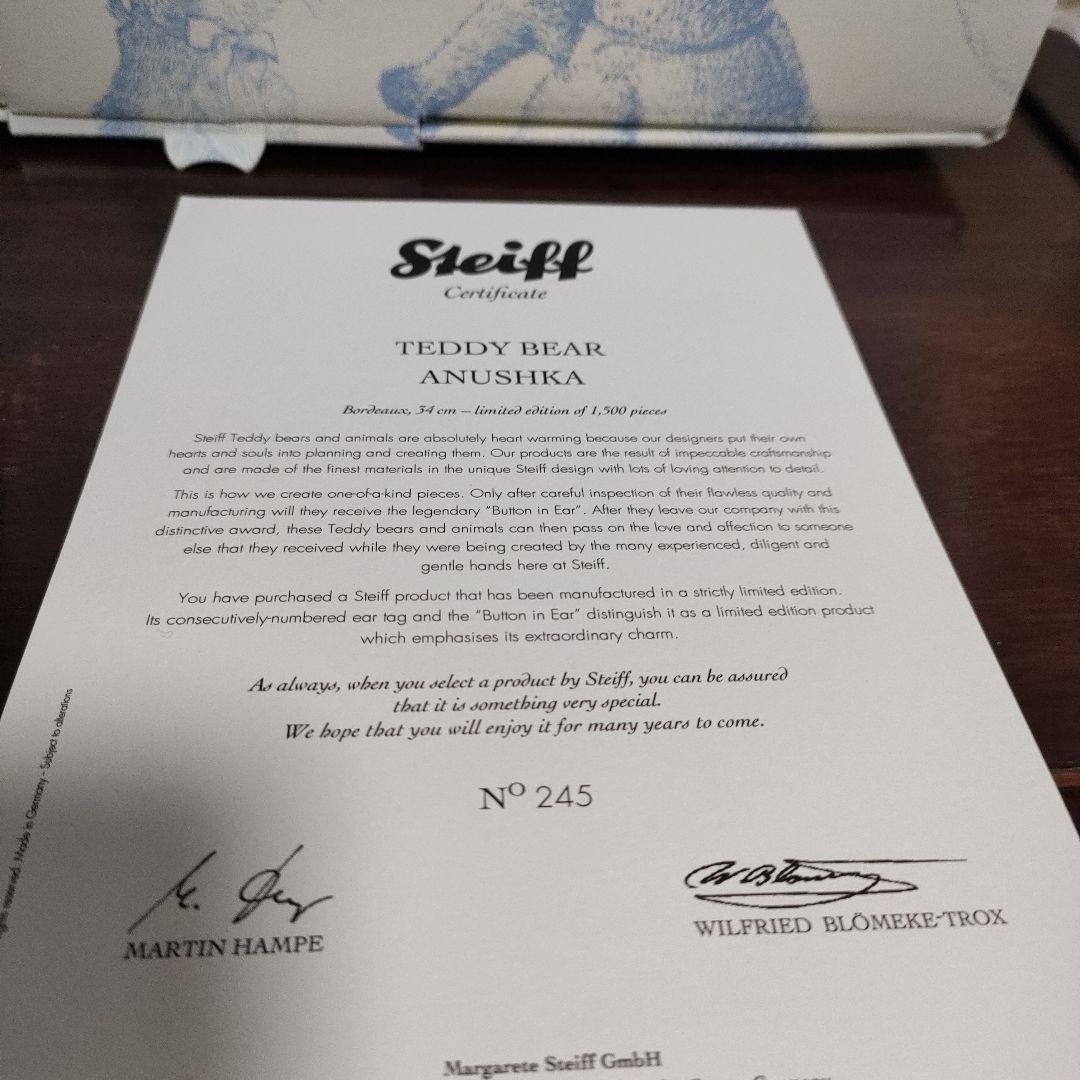 Steiff
Certificate
TEDDY BEAR
ANUSHKA
Bordeaux, 34 cm – limited edition of 1,500 pieces
Steiff Teddy bears and animals are absolutely heart warming because our designers put their own
hearts and souls into planning and creating them. Our products are the result of impeccable craftsmanship
and are made of the finest materials in the unique Steiff design with lots of loving attention to detail.
This is how we create one-of-a-kind pieces. Only after careful inspection of their flawless quality and
manufacturing will they receive the legendary “Button in Ear”. After they leave our company with this
distinctive award, these Teddy bears and animals can then pass on the love and affection to someone
else that they received while they were being created by the many experienced, diligent and
gentle hands here at Steiff.
You have purchased a Steiff product that has been manufactured in a strictly limited edition.
Its consecutively-numbered ear tag and the “Button in Ear” distinguish it as a limited edition product
which emphasises its extraordinary charm.
As always, when you select a product by Steiff, you can be assured
that it is something very special.
We hope that you will enjoy it for many years to come.
Nº 245
MARTIN HAMPE
WILFRIED BLÖMEKE-TROX
Margarete Steiff GmbH
reserved. Made in Germany - Subject to alterations